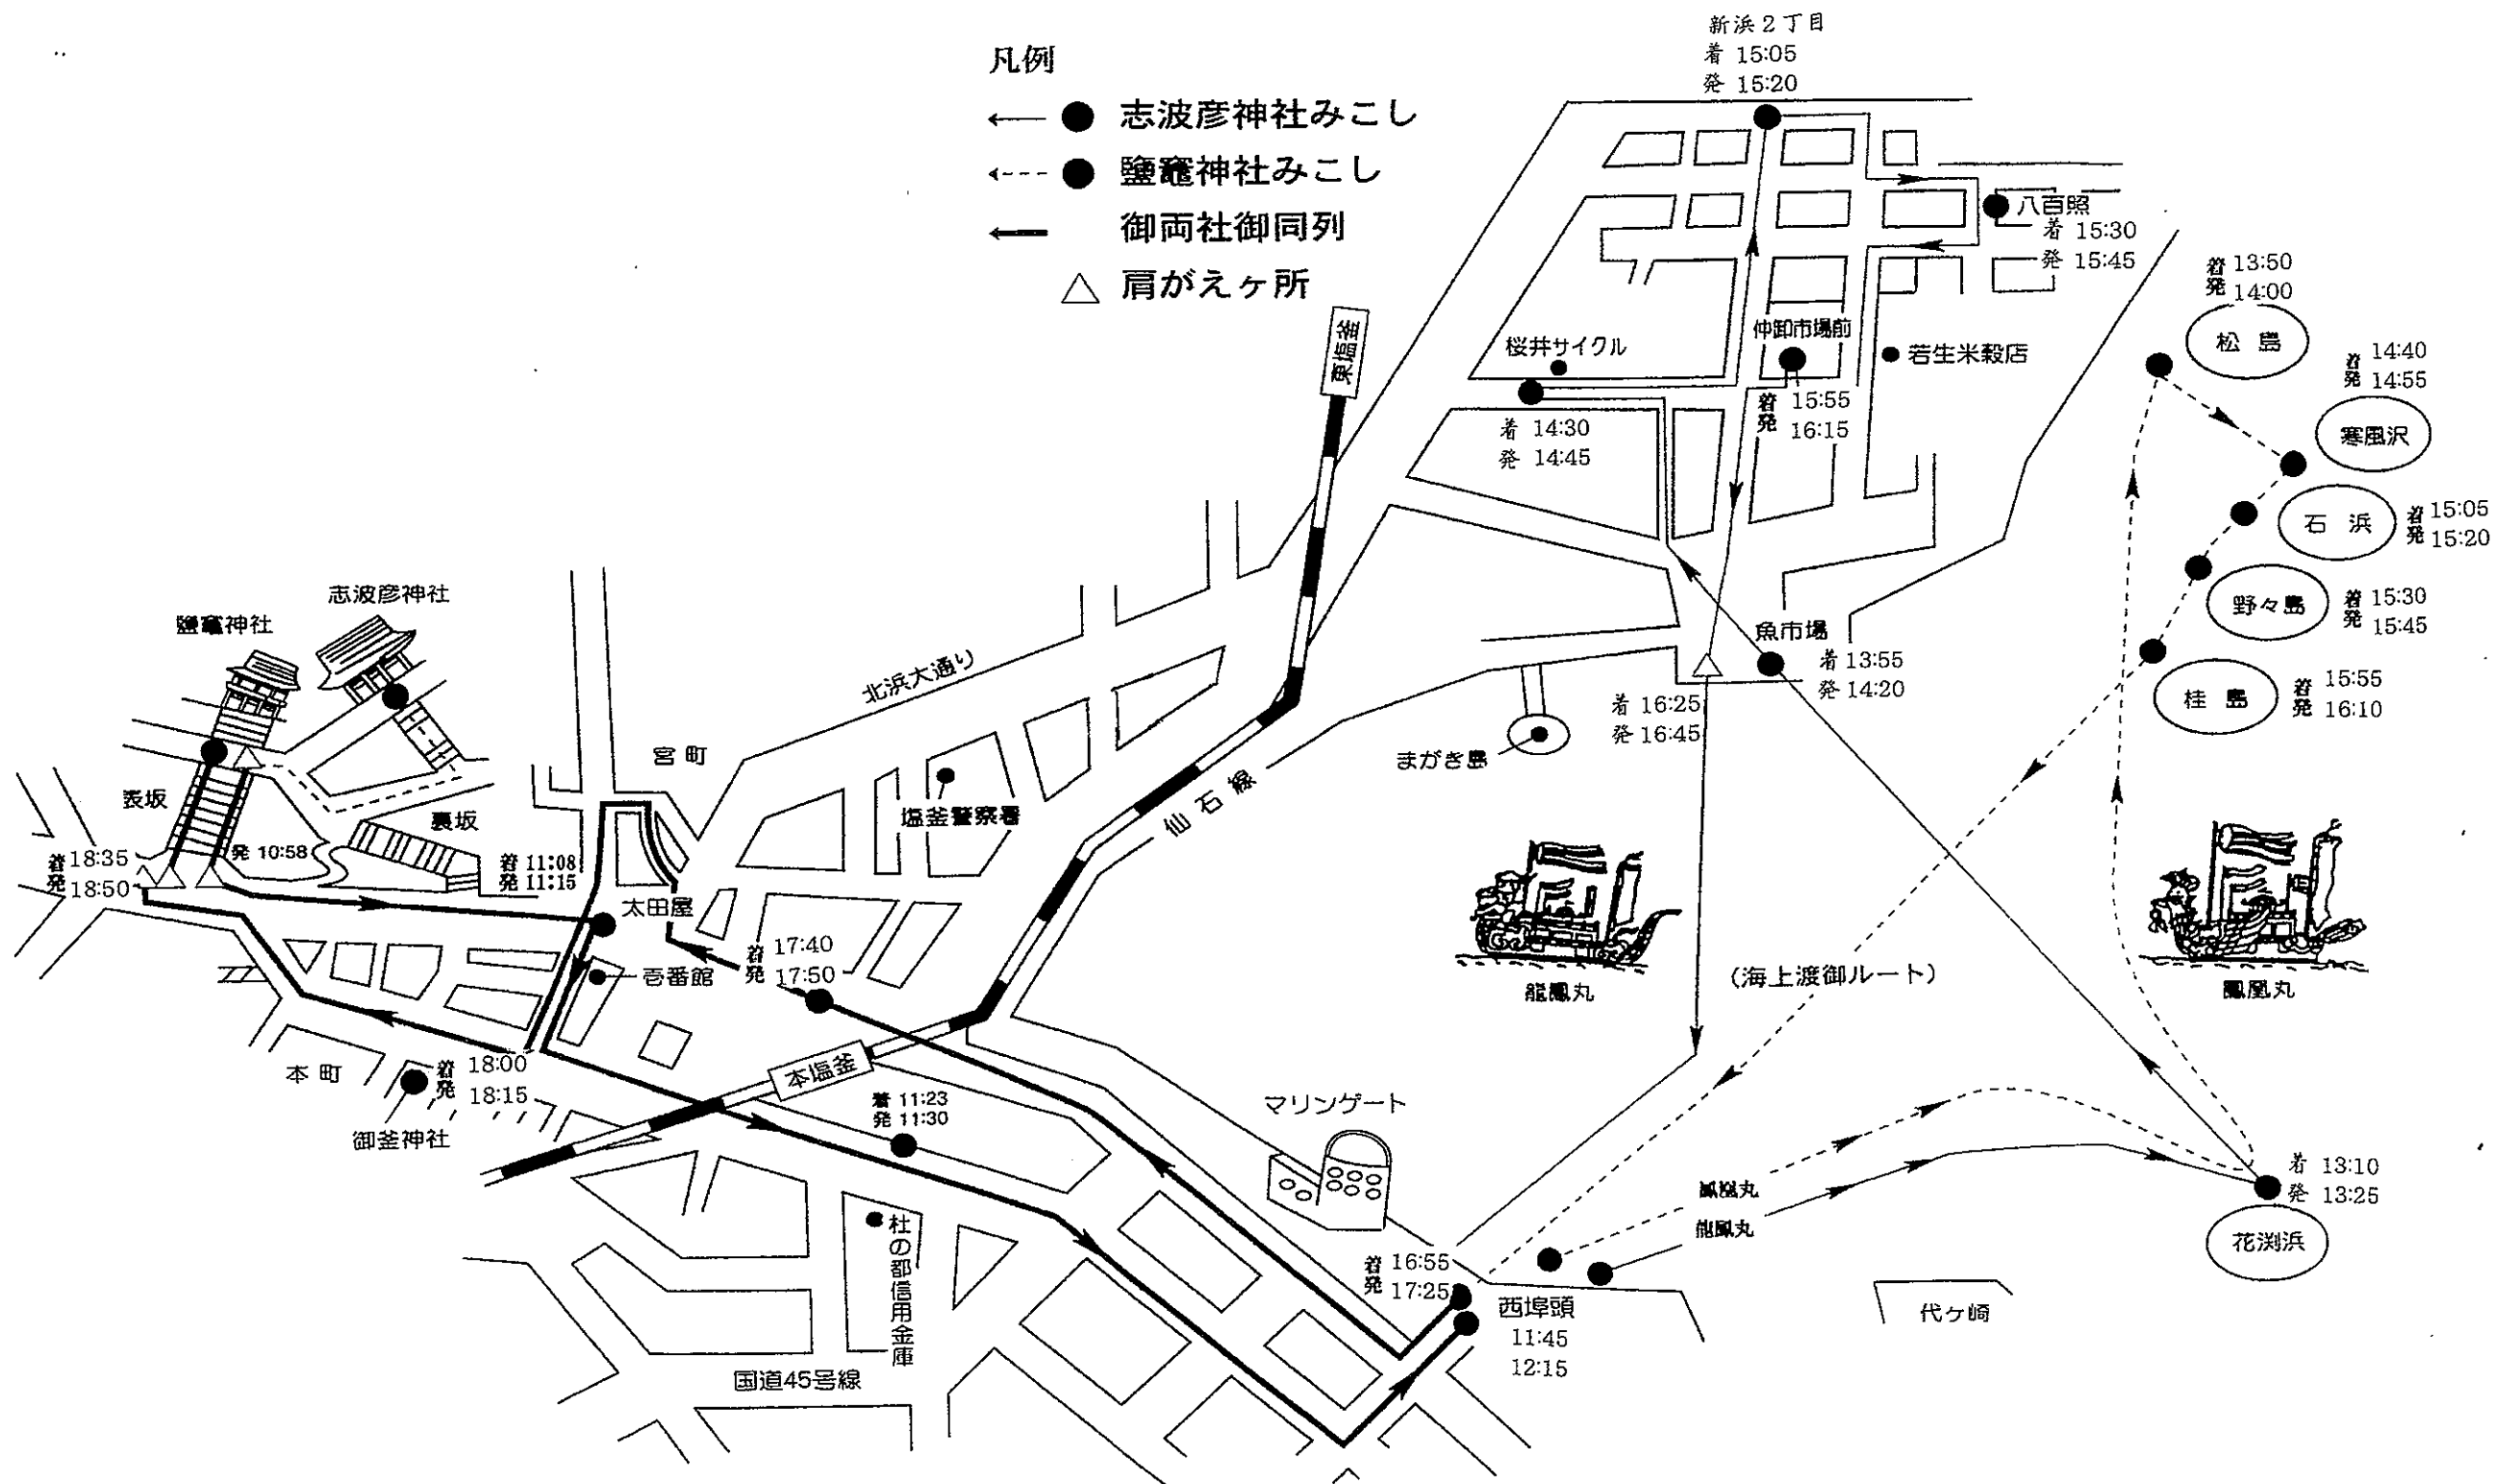 凡例
志波彦神社みこし
鹽竈神社みこし
御両社御同列
肩がえヶ所
新浜2丁目
着 15:05
発 15:20
八百照
着 15:30
発 15:45
仲卸市場前
着 15:55
発 16:15
若生米穀店
桜井サイクル
着 14:30
発 14:45
東塩釜
着 13:50
発 14:00
松島
着 14:40
発 14:55
寒風沢
石浜
着 15:05
発 15:20
野々島
着 15:30
発 15:45
桂島
着 15:55
発 16:10
魚市場
着 13:55
発 14:20
着 16:25
発 16:45
まがき島
仙石線
北浜大通り
宮町
塩釜警察署
志波彦神社
鹽竈神社
表坂
裏坂
発 10:58
着 18:35
発 18:50
着 11:08
発 11:15
太田屋
壱番館
着 17:40
発 17:50
本町
着 18:00
発 18:15
御釜神社
本塩釜
着 11:23
発 11:30
杜の都信用金庫
国道45号線
マリンゲート
着 16:55
発 17:25
西埠頭
11:45
12:15
龍鳳丸
鳳凰丸
(海上渡御ルート)
鳳凰丸
龍鳳丸
着 13:10
発 13:25
花渕浜
代ヶ崎